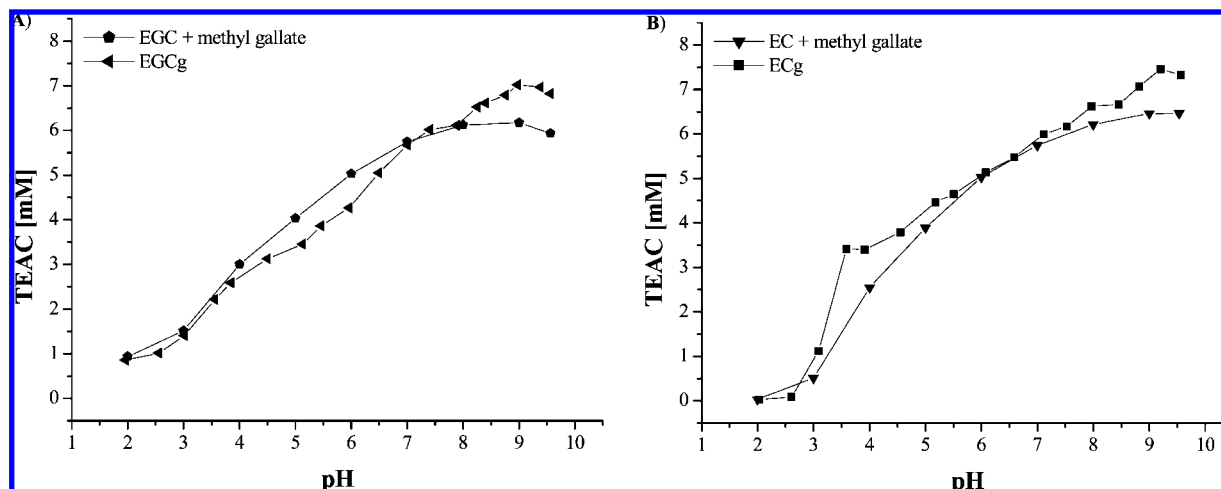 A)
EGC + methyl gallate
EGCg
8
7
6
5
4
3
2
1
0
TEAC [mM]
1 2 3 4 5 6 7 8 9 10
pH
B)
EC + methyl gallate
ECg
8
7
6
5
4
3
2
1
0
TEAC [mM]
1 2 3 4 5 6 7 8 9 10
pH